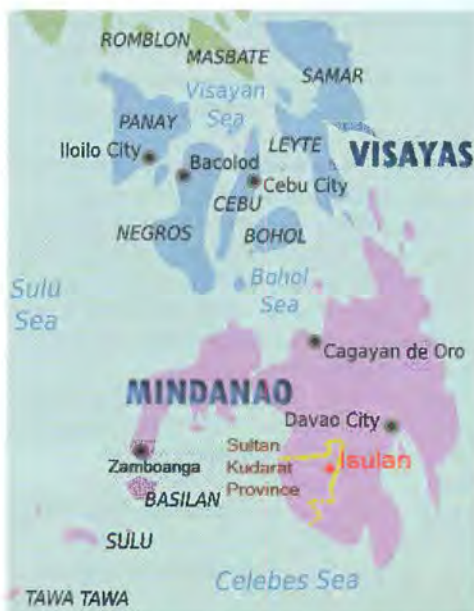 ROMBLON
MASBATE
SAMAR
Visayan
Sea
PANAY
LEYTE
Iloilo City
VISAYAS
Bacolod
Cebu City
CEBU
NEGROS
BOHOL
Bohol
Sea
Sulu
Sea
Cagayan de Oro
MINDANAO
Davao City
Sultan
Kudarat
Province
Isulan
Zamboanga
BASILAN
SULU
Celebes Sea
TAWA TAWA